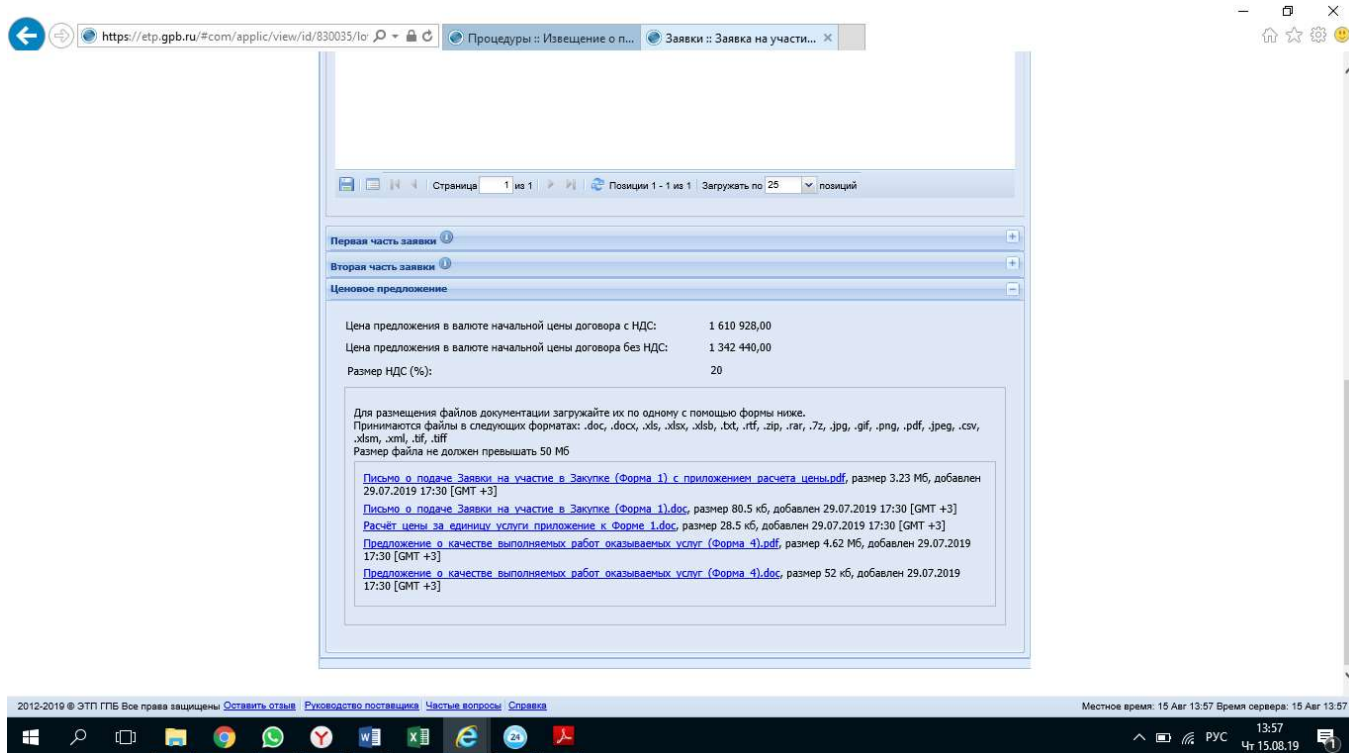 https://etp.gpb.ru/#com/applic/view/id/830035/lo
Процедуры :: Извещение о п...
Заявки :: Заявка на участи...
Страница 1 из 1 Позиции 1 - 1 из 1 Загружать по 25 позиций
Первая часть заявки
Вторая часть заявки
Ценовое предложение
Цена предложения в валюте начальной цены договора с НДС: 1 610 928,00
Цена предложения в валюте начальной цены договора без НДС: 1 342 440,00
Размер НДС (%): 20
Для размещения файлов документации загружайте их по одному с помощью формы ниже.
Принимаются файлы в следующих форматах: .doc, .docx, .xls, .xlsx, .xlsb, .txt, .rtf, .zip, .rar, .7z, .jpg, .gif, .png, .pdf, .jpeg, .csv,
.xlsm, .xml, .tif, .tiff
Размер файла не должен превышать 50 Мб
Письмо о подаче Заявки на участие в Закупке (Форма 1) с приложением расчета цены.pdf, размер 3.23 Мб, добавлен
29.07.2019 17:30 [GMT +3]
Письмо о подаче Заявки на участие в Закупке (Форма 1).doc, размер 80.5 кб, добавлен 29.07.2019 17:30 [GMT +3]
Расчёт цены за единицу услуги приложение к Форме 1.doc, размер 28.5 кб, добавлен 29.07.2019 17:30 [GMT +3]
Предложение о качестве выполняемых работ оказываемых услуг (Форма 4).pdf, размер 4.62 Мб, добавлен 29.07.2019
17:30 [GMT +3]
Предложение о качестве выполняемых работ оказываемых услуг (Форма 4).doc, размер 52 кб, добавлен 29.07.2019
17:30 [GMT +3]
2012-2019 © ЭТП ГПБ Все права защищены Оставить отзыв Руководство поставщика Частые вопросы Справка
Местное время: 15 Авг 13:57 Время сервера: 15 Авг 13:57
24
РУС
13:57
Чт 15.08.19
1